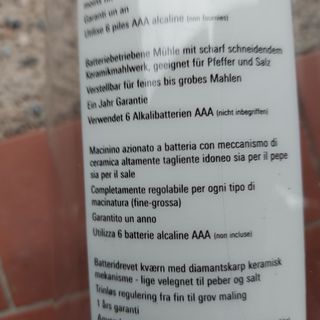 Garanti un an
Utilise 6 piles AAA alcaline (non fournies)
Batteriebetriebene Mühle mit scharf schneidendem
Keramikmahlwerk, geeignet für Pfeffer und Salz
Verstellbar für feines bis grobes Mahlen
Ein Jahr Garantie
Verwendet 6 Alkalibatterien AAA (nicht inbegriffen)
Macinino azionato a batteria con meccanismo di
ceramica altamente tagliente idoneo sia per il pepe
sia per il sale
Completamente regolabile per ogni tipo di
macinatura (fine-grossa)
Garantito un anno
Utilizza 6 batterie alcaline AAA (non incluse)
Batteridrevet kværn med diamantskarp keramisk
mekanisme - lige velegnet til peber og salt
Trinløs regulering fra fin til grov maling
1 års garanti